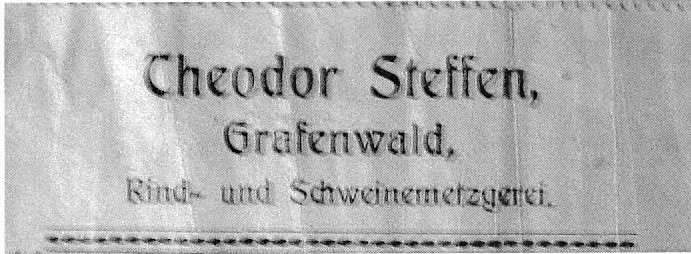 Theodor Steffen,
Grafenwald,
Rind- und Schweinemetzgerei.